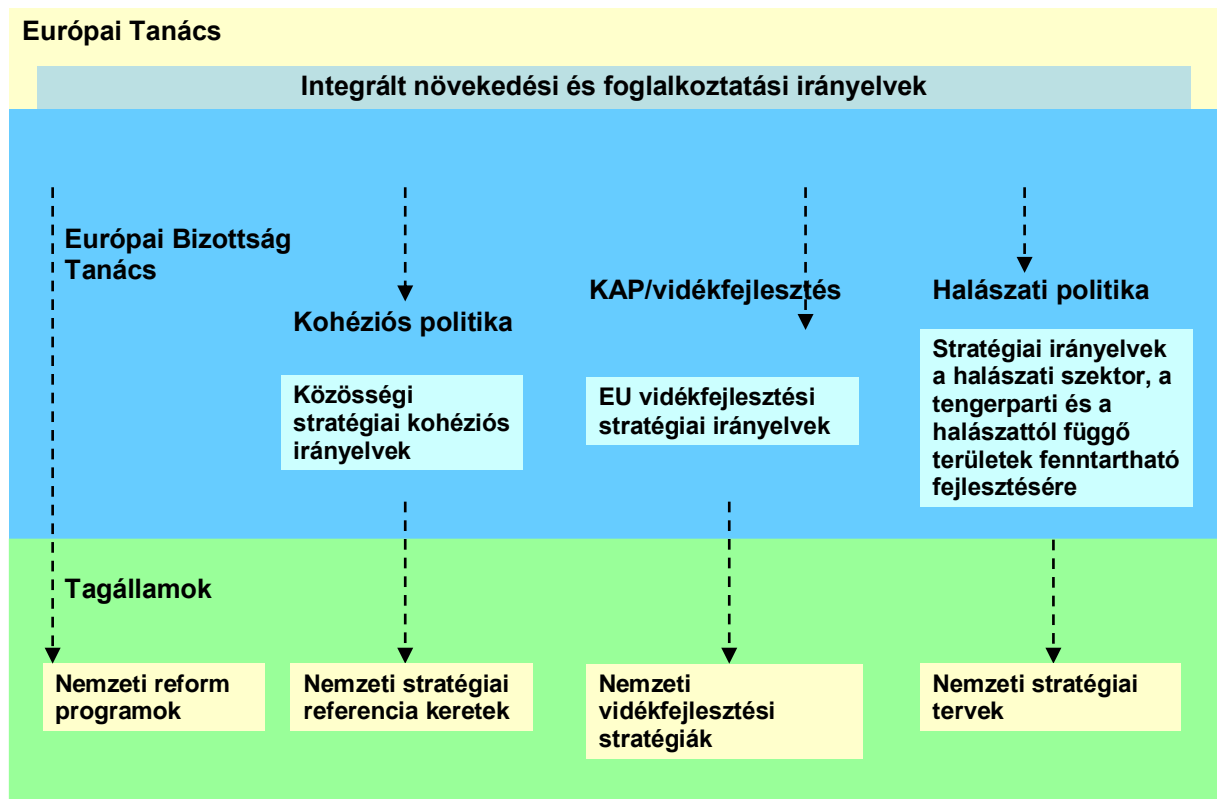 Európai Tanács
Integrált növekedési és foglalkoztatási irányelvek
Európai Bizottság
Tanács
Kohéziós politika
KAP/vidékfejlesztés
Halászati politika
Közösségi
stratégiai kohéziós
irányelvek
EU vidékfejlesztési
stratégiai irányelvek
Stratégiai irányelvek
a halászati szektor, a
tengerparti és a
halászattól függő
területek fenntartható
fejlesztésére
Tagállamok
Nemzeti reform
programok
Nemzeti stratégiai
referencia keretek
Nemzeti
vidékfejlesztési
stratégiák
Nemzeti stratégiai
tervek